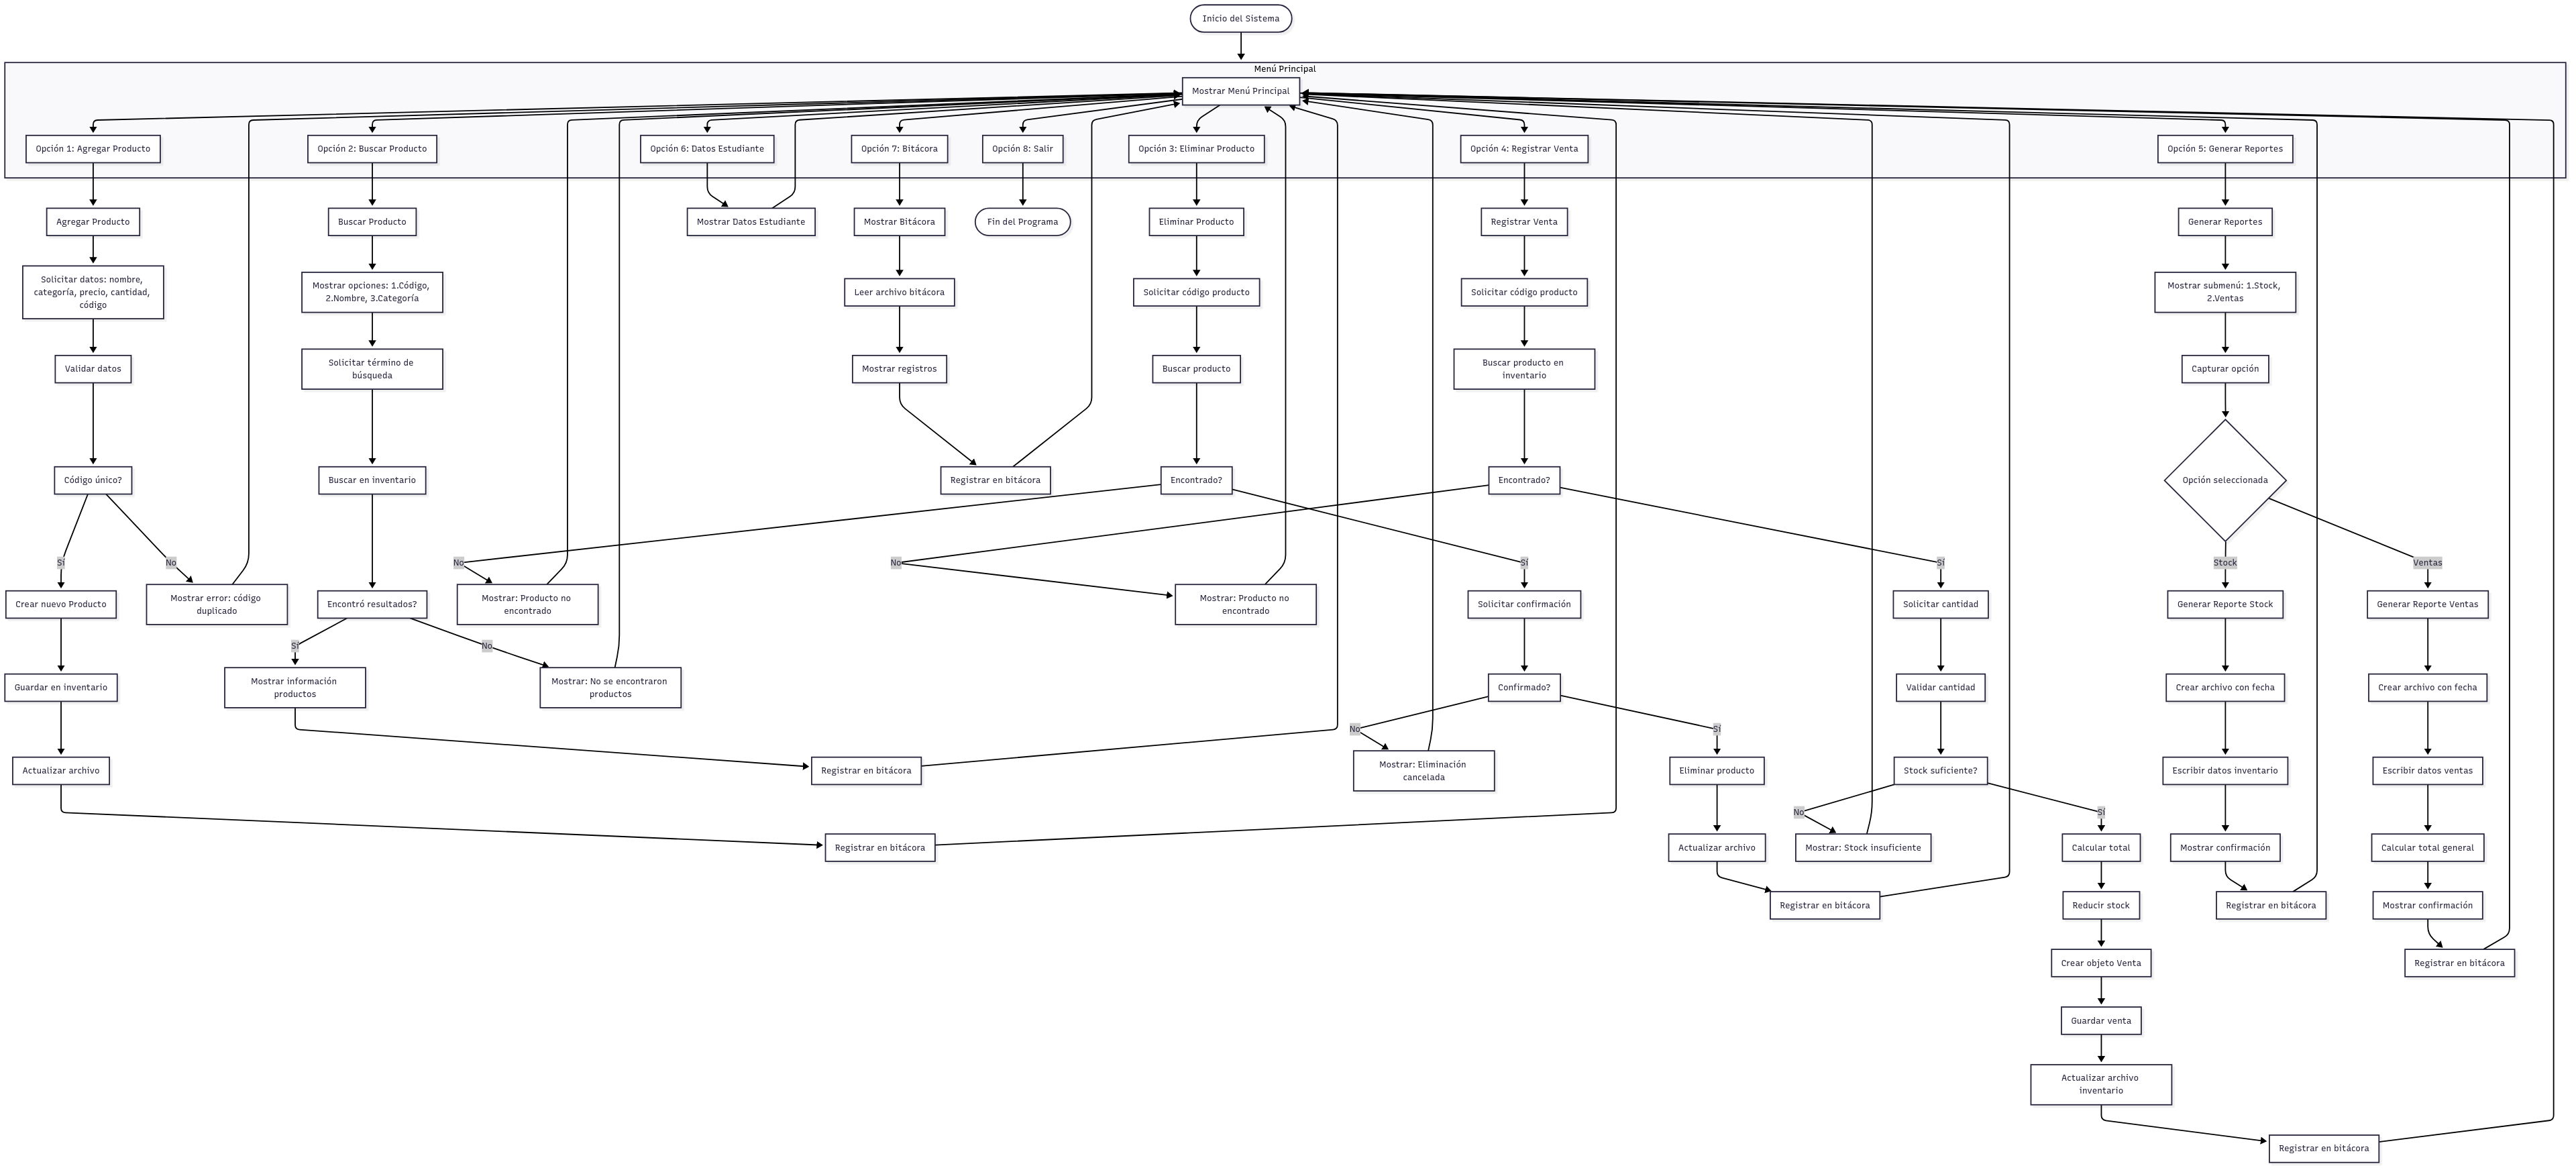 Inicio del Sistema
Menú Principal
Mostrar Menú Principal
Opción 1: Agregar Producto
Opción 2: Buscar Producto
Opción 6: Datos Estudiante
Opción 7: Bitácora
Opción 8: Salir
Opción 3: Eliminar Producto
Opción 4: Registrar Venta
Opción 5: Generar Reportes
Agregar Producto
Buscar Producto
Mostrar Datos Estudiante
Mostrar Bitácora
Fin del Programa
Eliminar Producto
Registrar Venta
Generar Reportes
Solicitar datos: nombre,
categoría, precio, cantidad,
código
Mostrar opciones: 1.Código,
2.Nombre, 3.Categoría
Leer archivo bitácora
Solicitar código producto
Solicitar código producto
Mostrar submenú: 1.Stock,
2.Ventas
Validar datos
Solicitar término de
búsqueda
Mostrar registros
Buscar producto
Buscar producto en
inventario
Capturar opción
Código único?
Buscar en inventario
Registrar en bitácora
Encontrado?
Encontrado?
Opción seleccionada
Sí
No
No
No
Sí
Sí
Stock
Ventas
Crear nuevo Producto
Mostrar error: código
duplicado
Encontró resultados?
Mostrar: Producto no
encontrado
Mostrar: Producto no
encontrado
Solicitar confirmación
Solicitar cantidad
Generar Reporte Stock
Generar Reporte Ventas
Sí
No
Guardar en inventario
Mostrar información
productos
Mostrar: No se encontraron
productos
Confirmado?
Validar cantidad
Crear archivo con fecha
Crear archivo con fecha
No
Sí
Actualizar archivo
Registrar en bitácora
Mostrar: Eliminación
cancelada
Eliminar producto
Stock suficiente?
Escribir datos inventario
Escribir datos ventas
No
Sí
Registrar en bitácora
Actualizar archivo
Mostrar: Stock insuficiente
Calcular total
Mostrar confirmación
Calcular total general
Registrar en bitácora
Reducir stock
Registrar en bitácora
Mostrar confirmación
Crear objeto Venta
Registrar en bitácora
Guardar venta
Actualizar archivo
inventario
Registrar en bitácora